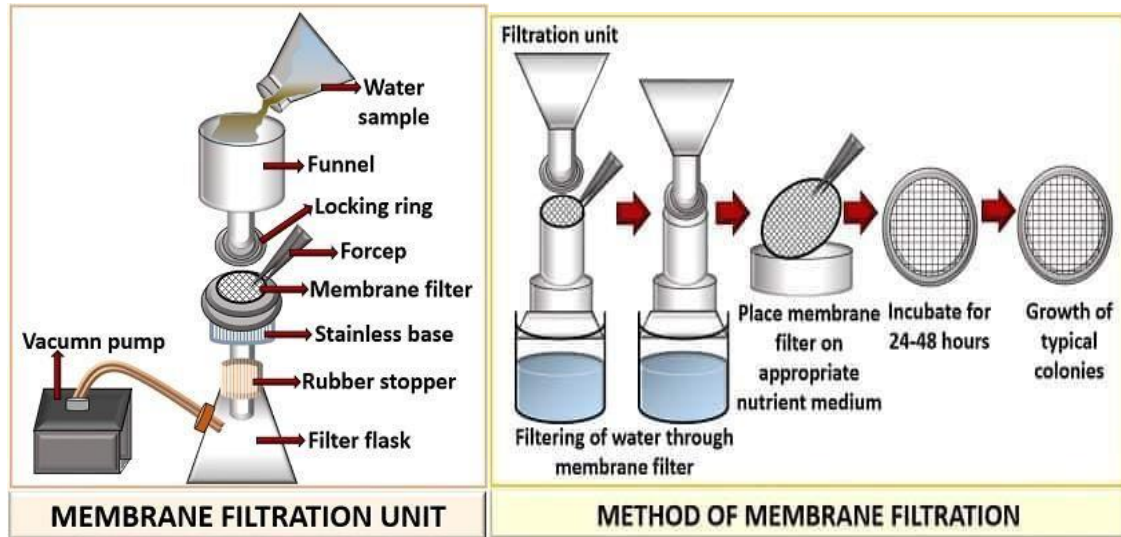 Water
sample
Funnel
Locking ring
Forcep
Membrane filter
Stainless base
Vacumn pump
Rubber stopper
Filter flask
MEMBRANE FILTRATION UNIT
Filtration unit
Filtering of water through
membrane filter
Place membrane
filter on
appropriate
nutrient medium
Incubate for
24-48 hours
Growth of
typical
colonies
METHOD OF MEMBRANE FILTRATION